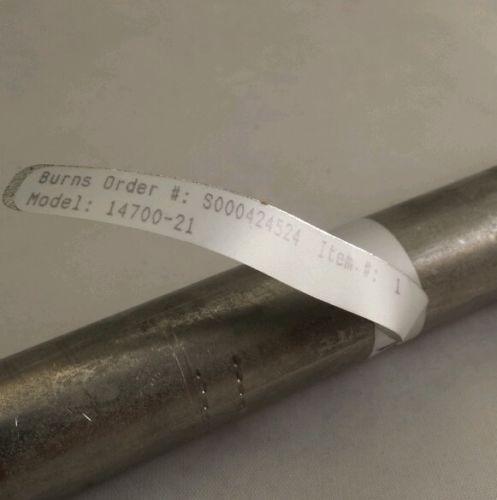 Burns Order #: S000424524 Item #: 1
Model: 14700-21